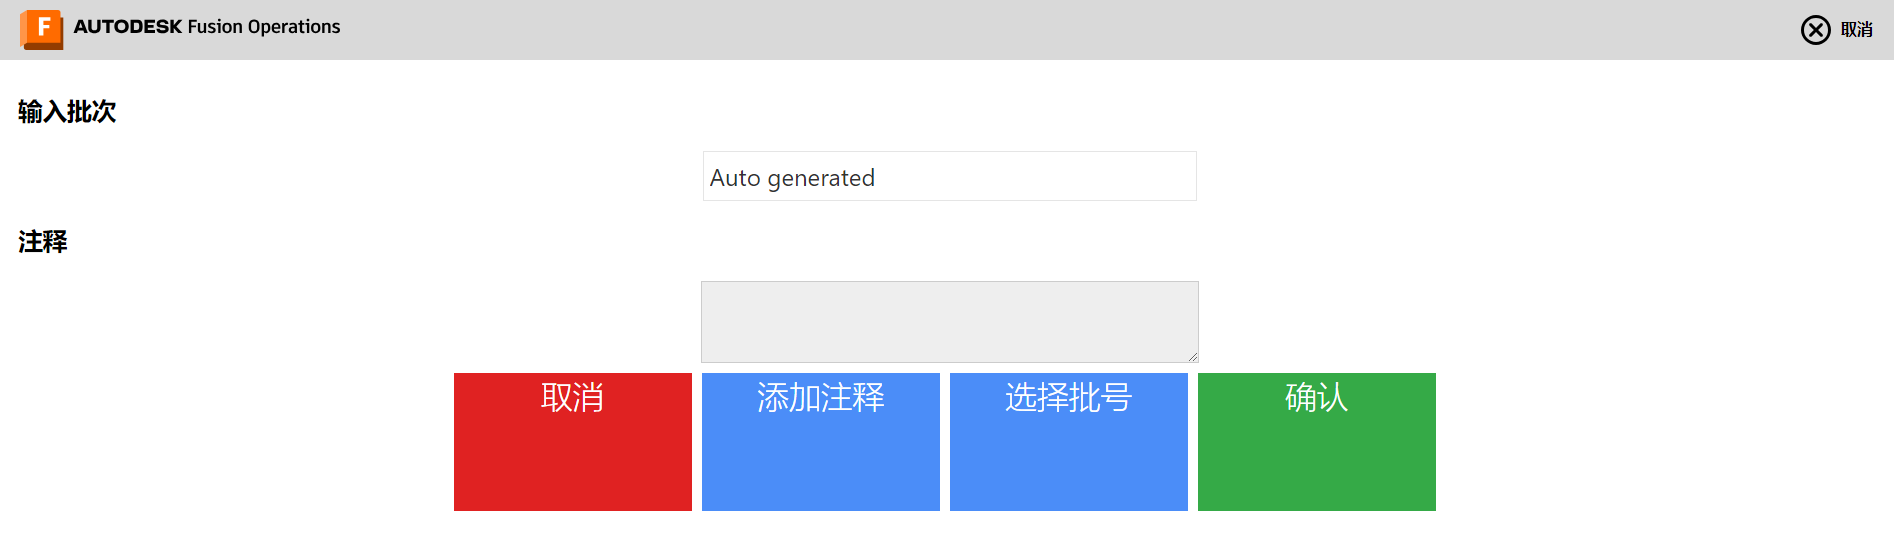 F AUTODESK Fusion Operations 取消
输入批次
Auto generated
注释
取消 添加注释 选择批号 确认